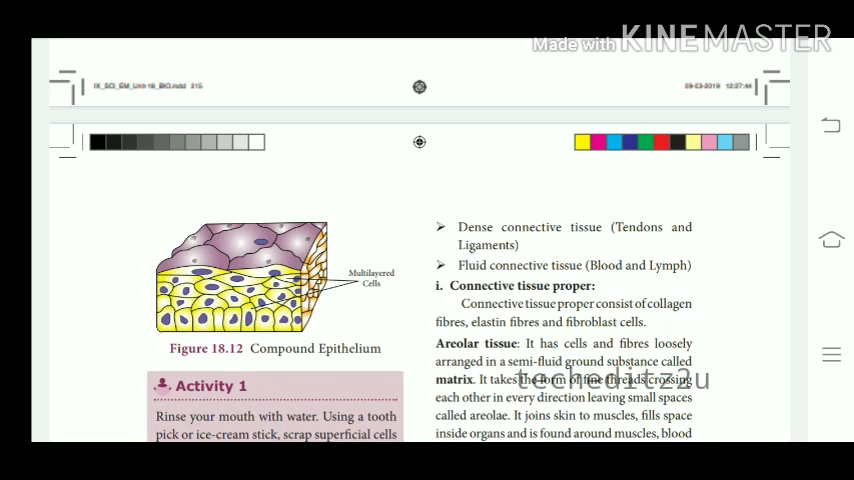 Made with KINEMASTER
IX_SCI_EM_Unit-18_BIO.indd 215
09-03-2019 12:27:44
Multilayered
Cells
Figure 18.12 Compound Epithelium
Activity 1
Rinse your mouth with water. Using a tooth
pick or ice-cream stick, scrap superficial cells
➢ Dense connective tissue (Tendons and
Ligaments)
➢ Fluid connective tissue (Blood and Lymph)
i. Connective tissue proper:
Connective tissue proper consist of collagen
fibres, elastin fibres and fibroblast cells.
Areolar tissue: It has cells and fibres loosely
arranged in a semi-fluid ground substance called
matrix. It takes the form of fine threads crossing
each other in every direction leaving small spaces
called areolae. It joins skin to muscles, fills space
inside organs and is found around muscles, blood
techeditz2u